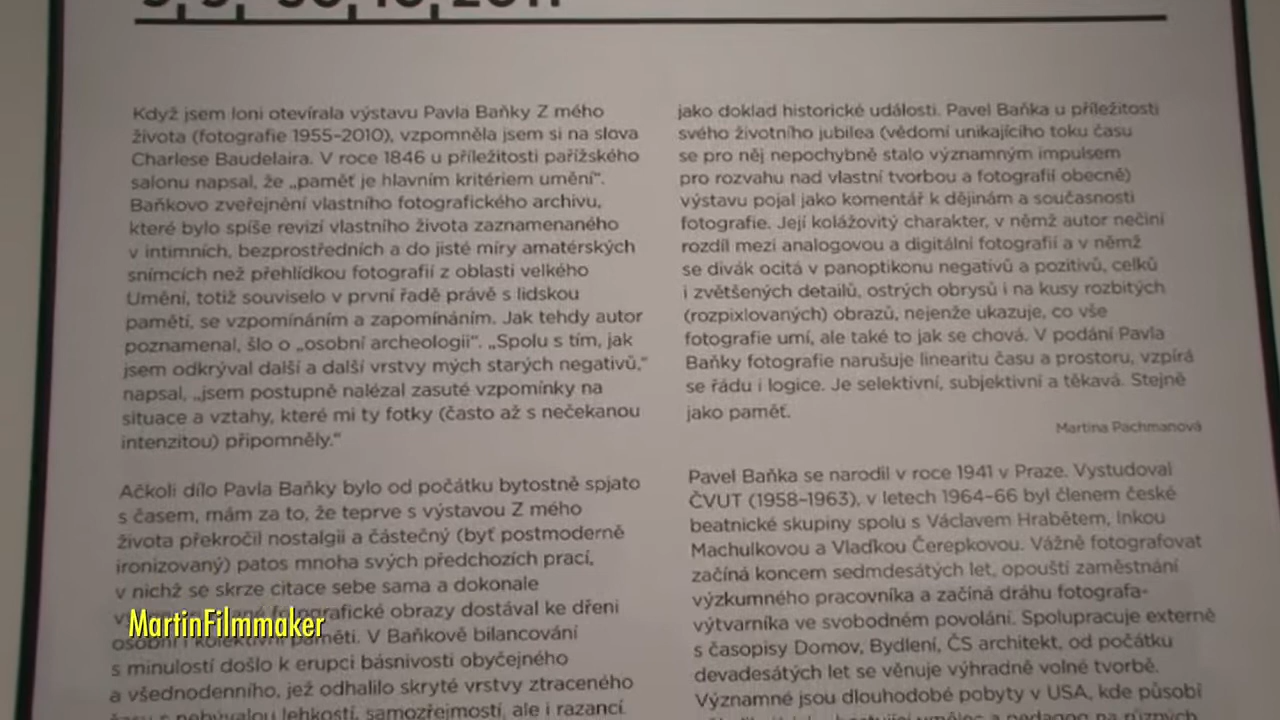 Když jsem loni otevírala výstavu Pavla Baňky Z mého
života (fotografie 1955–2010), vzpomněla jsem si na slova
Charlese Baudelaira. V roce 1846 u příležitosti pařížského
salonu napsal, že „paměť je hlavním kritériem umění“.
Baňkovo zveřejnění vlastního fotografického archivu,
které bylo spíše revizí vlastního života zaznamenaného
v intimních, bezprostředních a do jisté míry amatérských
snímcích než přehlídkou fotografií z oblasti velkého
Umění, totiž souviselo v první řadě právě s lidskou
pamětí, se vzpomínáním a zapomínáním. Jak tehdy autor
poznamenal, šlo o „osobní archeologii“. „Spolu s tím, jak
jsem odkrýval další a další vrstvy mých starých negativů,“
napsal, „jsem postupně nalézal zasuté vzpomínky na
situace a vztahy, které mi ty fotky (často až s nečekanou
intenzitou) připomněly.“
Ačkoli dílo Pavla Baňky bylo od počátku bytostně spjato
s časem, mám za to, že teprve s výstavou Z mého
života překročil nostalgii a částečný (byť postmoderně
ironizovaný) patos mnoha svých předchozích prací,
v nichž se skrze citace sebe sama a dokonale
fotografické obrazy dostával ke dřeni
osobní i kolektivní paměti. V Baňkově bilancování
s minulostí došlo k erupci básnivosti obyčejného
a všednodenního, jež odhalilo skryté vrstvy ztraceného
času s nebývalou lehkostí, samozřejmostí, ale i razancí.
jako doklad historické události. Pavel Baňka u příležitosti
svého životního jubilea (vědomí unikajícího toku času
se pro něj nepochybně stalo významným impulsem
pro rozvahu nad vlastní tvorbou a fotografií obecně)
výstavu pojal jako komentář k dějinám a současnosti
fotografie. Její kolážovitý charakter, v němž autor nečiní
rozdíl mezi analogovou a digitální fotografií a v němž
se divák ocitá v panoptikonu negativů a pozitivů, celků
i zvětšených detailů, ostrých obrysů i na kusy rozbitých
(rozpixlovaných) obrazů, nejenže ukazuje, co vše
fotografie umí, ale také to jak se chová. V podání Pavla
Baňky fotografie narušuje linearitu času a prostoru, vzpírá
se řádu i logice. Je selektivní, subjektivní a těkavá. Stejně
jako paměť.
Martina Pachmanová
Pavel Baňka se narodil v roce 1941 v Praze. Vystudoval
ČVUT (1958–1963), v letech 1964–66 byl členem české
beatnické skupiny spolu s Václavem Hrabětem, Inkou
Machulkovou a Vlaďkou Čerepkovou. Vážně fotografovat
začíná koncem sedmdesátých let, opouští zaměstnání
výzkumného pracovníka a začíná dráhu fotografa-
výtvarníka ve svobodném povolání. Spolupracuje externě
s časopisy Domov, Bydlení, ČS architekt, od počátku
devadesátých let se věnuje výhradně volné tvorbě.
Významné jsou dlouhodobé pobyty v USA, kde působí
MartinFilmmaker